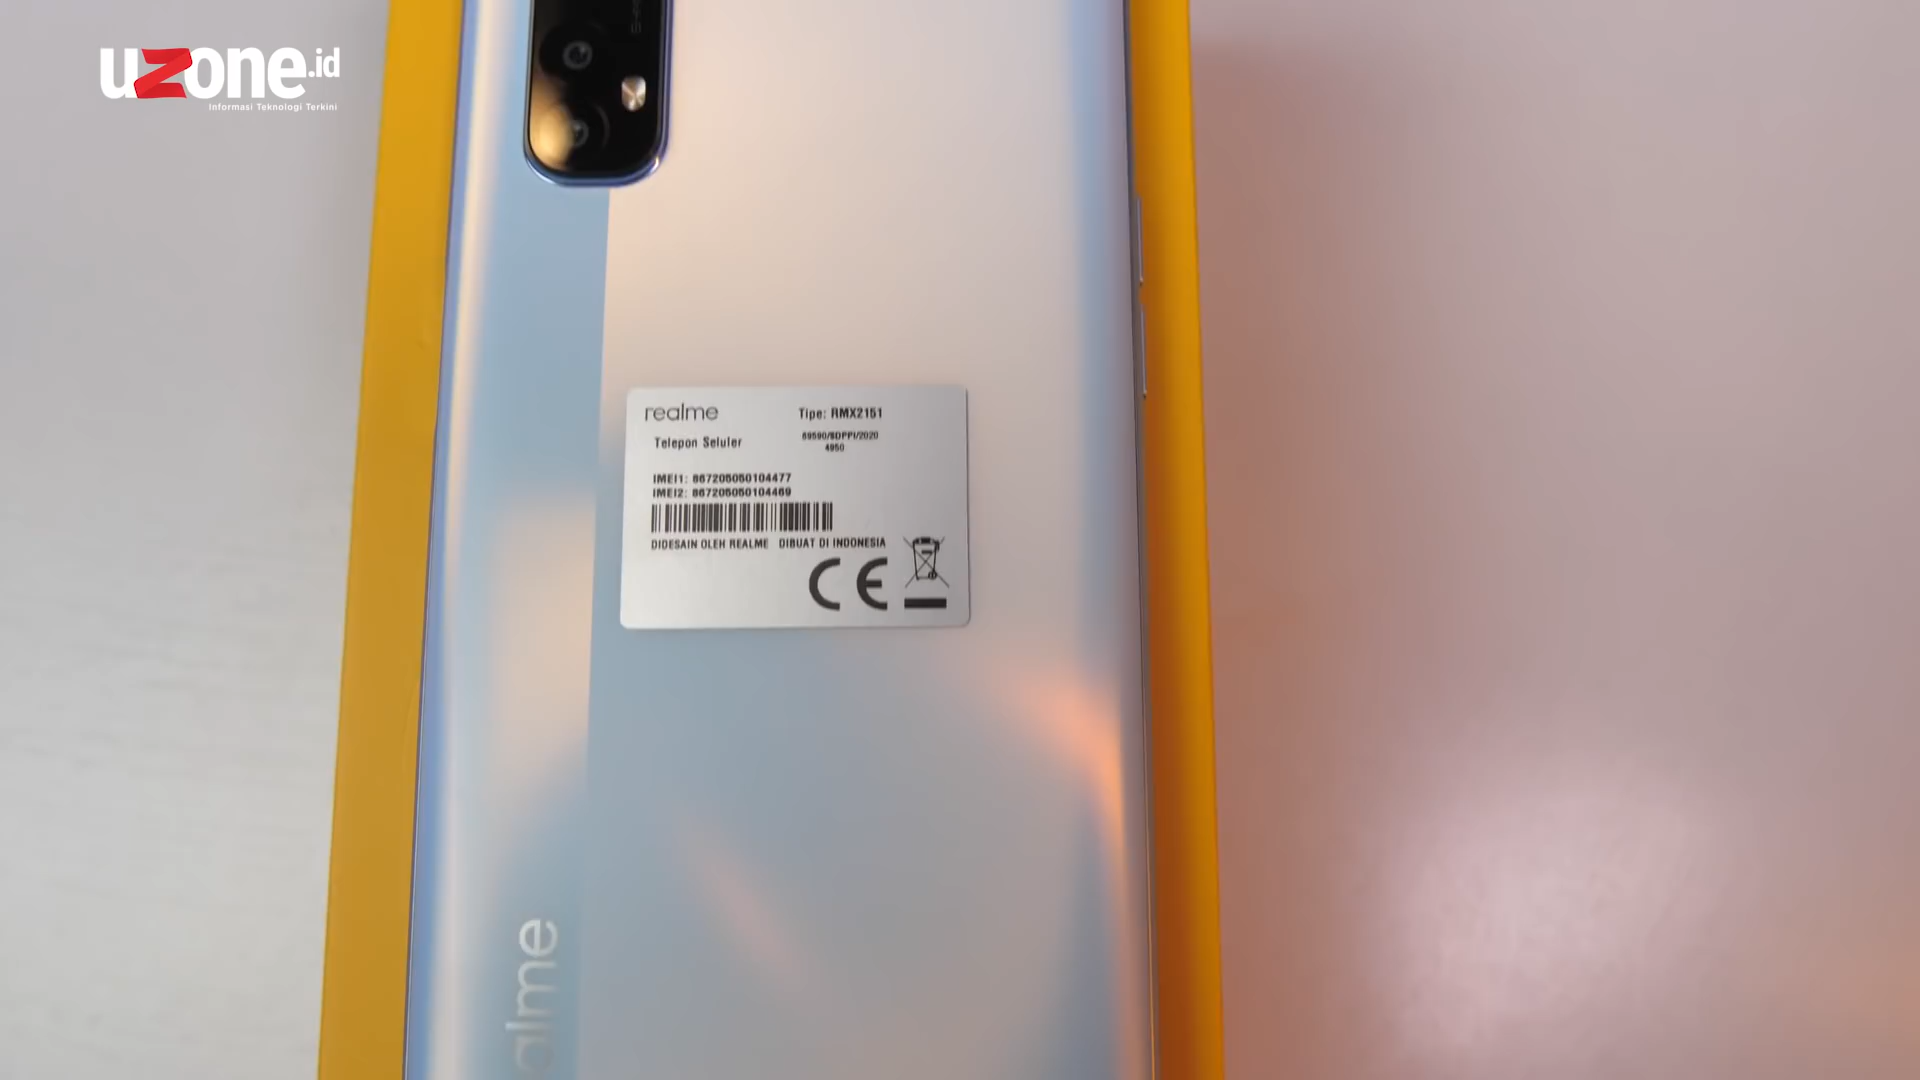 uzone.id
Informasi Teknologi Terkini
realme
Tipe: RMX2151
Telepon Seluler
69590/SDPPI/2020
4950
IMEI1: 867205050104477
IMEI2: 867205050104469
DIDESAIN OLEH REALME DIBUAT DI INDONESIA
CE
alme